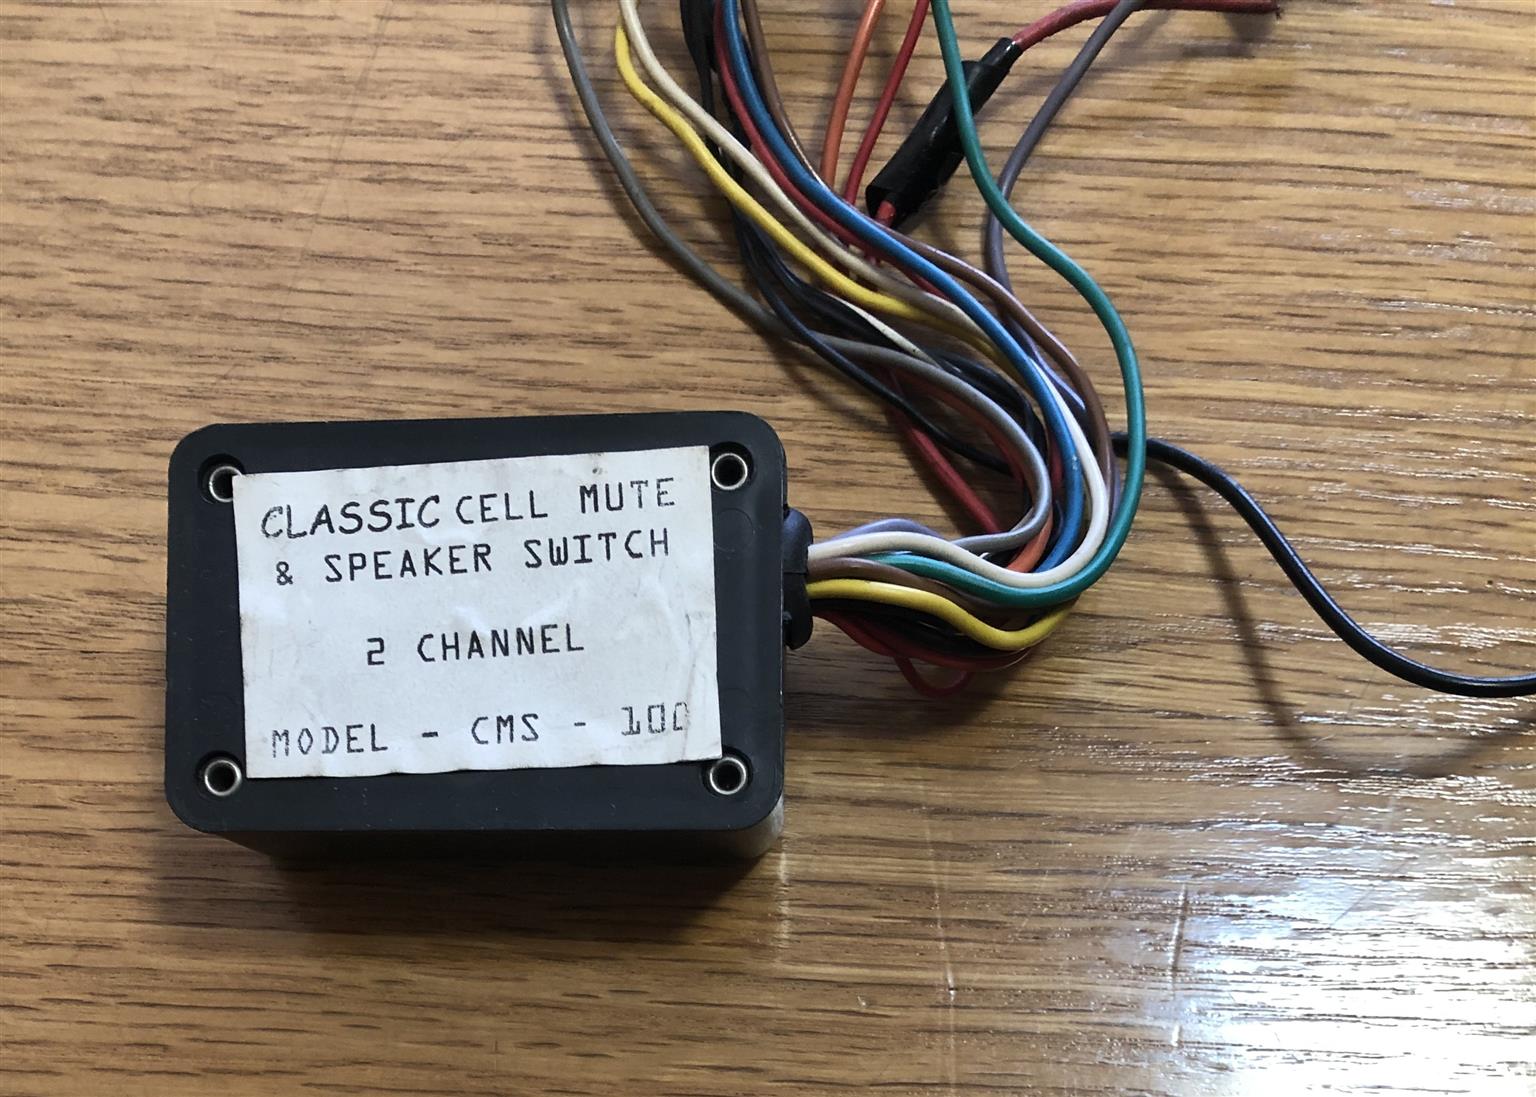 CLASSIC CELL MUTE
& SPEAKER SWITCH
2 CHANNEL
MODEL - CMS - 100